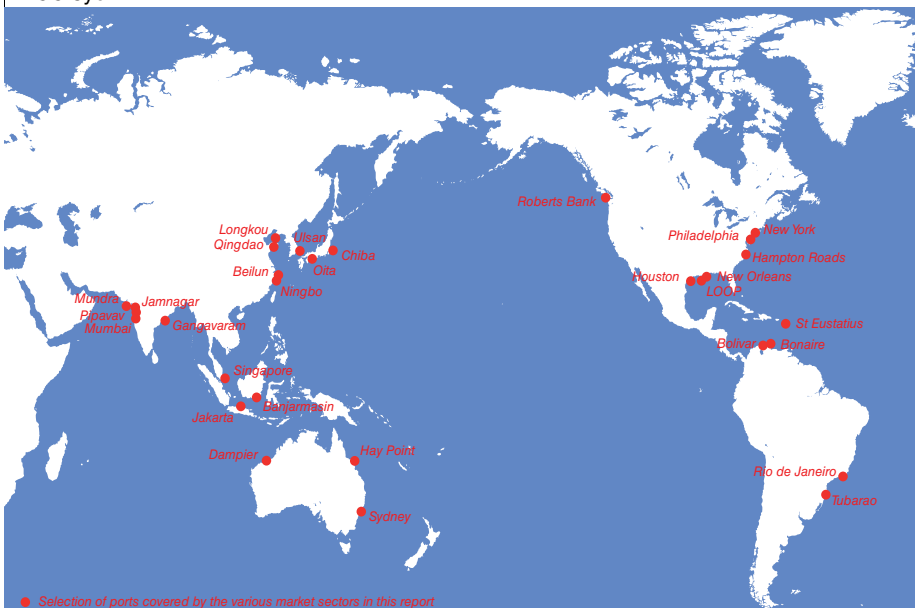 Roberts Bank
Longkou
Ulsan
New York
Philadelphia
Qingdao
Chiba
Hampton Roads
Oita
Beilun
Houston
New Orleans
Ningbo
LOOP
Mundra
Jamnagar
Pipavav
Mumbai
Gangavaram
St Eustatius
Bolivar
Bonaire
Singapore
Banjarmasin
Jakarta
Dampier
Hay Point
Rio de Janeiro
Tubarao
Sydney
Selection of ports covered by the various market sectors in this report